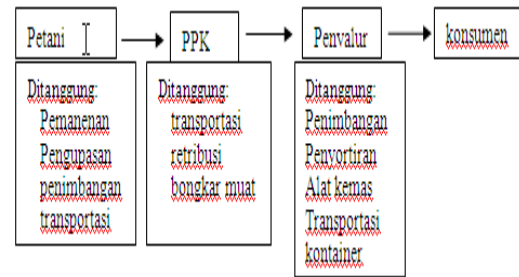 Petani
PPK
Penyalur
konsumen
Ditanggung:
Pemanenan
Pengupasan
penimbangan
transportasi
Ditanggung:
transportasi
retribusi
bongkar muat
Ditanggung:
Penimbangan
Penyortiran
Alat kemas
Transportasi
kontainer